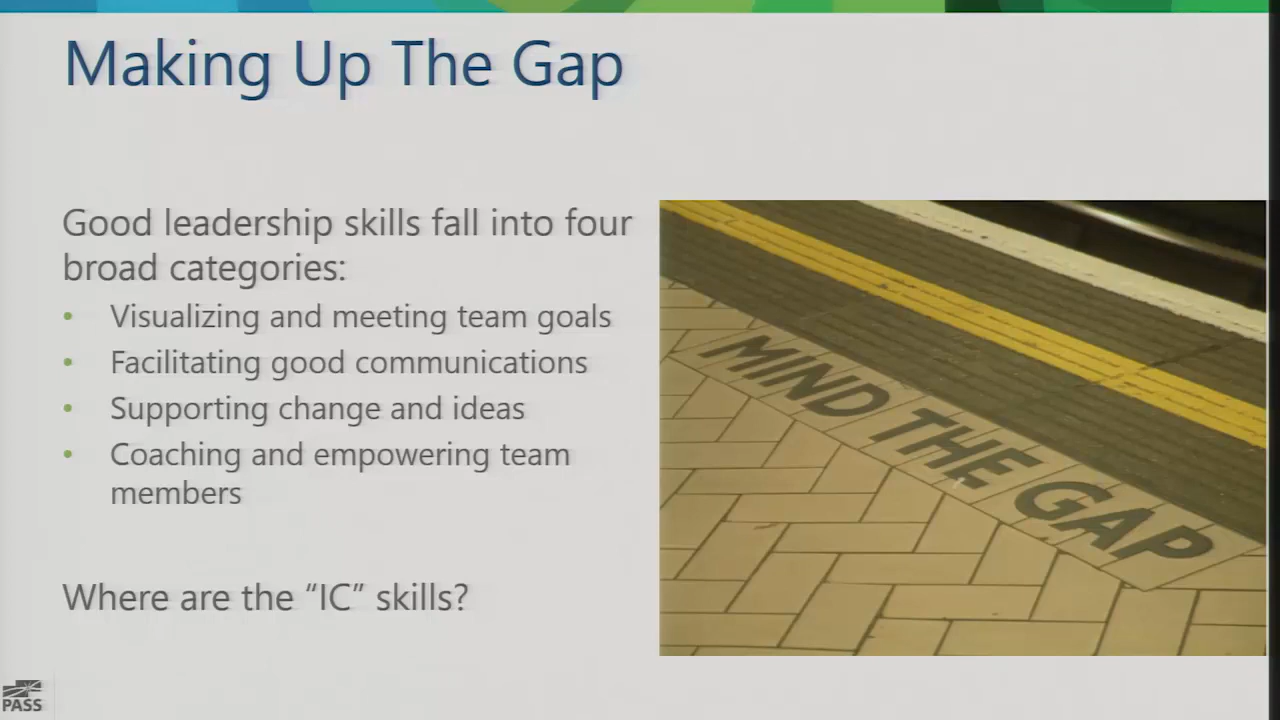 Making Up The Gap
Good leadership skills fall into four
broad categories:
• Visualizing and meeting team goals
• Facilitating good communications
• Supporting change and ideas
• Coaching and empowering team
members
Where are the “IC” skills?
MIND THE GAP
PASS